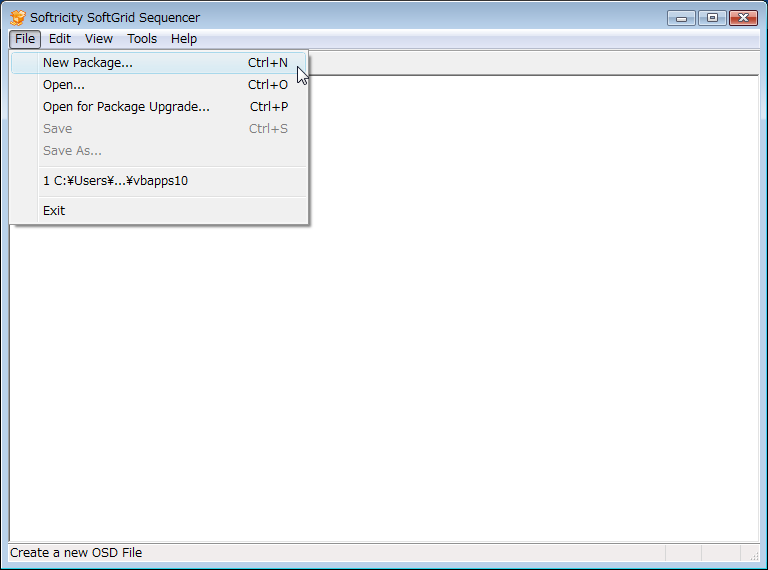 Softricity SoftGrid Sequencer
File Edit View Tools Help
New Package... Ctrl+N
Open... Ctrl+O
Open for Package Upgrade... Ctrl+P
Save Ctrl+S
Save As...
1 C:¥Users¥...¥vbapps10
Exit
Create a new OSD File